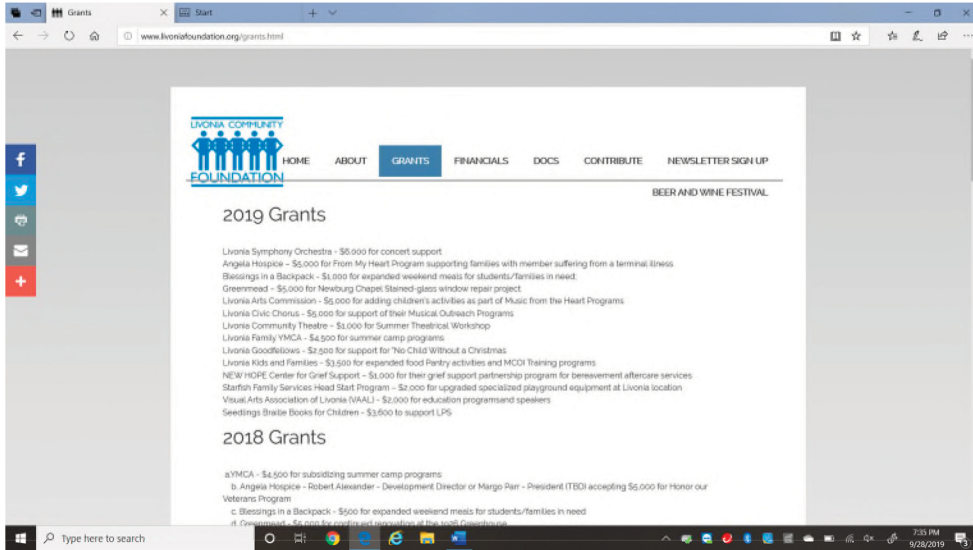 Grants
Start
www.livoniafoundation.org/grants.html
LIVONIA COMMUNITY
FOUNDATION
HOME ABOUT GRANTS FINANCIALS DOCS CONTRIBUTE NEWSLETTER SIGN UP
BEER AND WINE FESTIVAL
2019 Grants
Livonia Symphony Orchestra - $6,000 for concert support
Angela Hospice – $5,000 for From My Heart Program supporting families with member suffering from a terminal illness
Blessings in a Backpack - $1,000 for expanded weekend meals for students/families in need.
Greenmead – $5,000 for Newburg Chapel Stained-glass window repair project
Livonia Arts Commission - $5,000 for adding children's activities as part of Music from the Heart Programs
Livonia Civic Chorus - $5,000 for support of their Musical Outreach Programs
Livonia Community Theatre – $1,000 for Summer Theatrical Workshop
Livonia Family YMCA - $4,500 for summer camp programs
Livonia Goodfellows - $2,500 for support for "No Child Without a Christmas
Livonia Kids and Families - $3,500 for expanded food Pantry activities and MCOI Training programs
NEW HOPE Center for Grief Support – $1,000 for their grief support partnership program for bereavement aftercare services
Starfish Family Services Head Start Program – $2,000 for upgraded specialized playground equipment at Livonia location
Visual Arts Association of Livonia (VAAL) – $2,000 for education programsand speakers
Seedlings Braille Books for Children - $3,600 to support LPS
2018 Grants
a.YMCA - $4,500 for subsidizing summer camp programs
b. Angela Hospice - Robert Alexander - Development Director or Margo Parr - President (TBD) accepting $5,000 for Honor our
Veterans Program
c. Blessings in a Backpack - $500 for expanded weekend meals for students/families in need
d. Greenmead - $5,000 for continued renovation at the 1926 Greenhouse
Type here to search
7:35 PM
9/28/2019